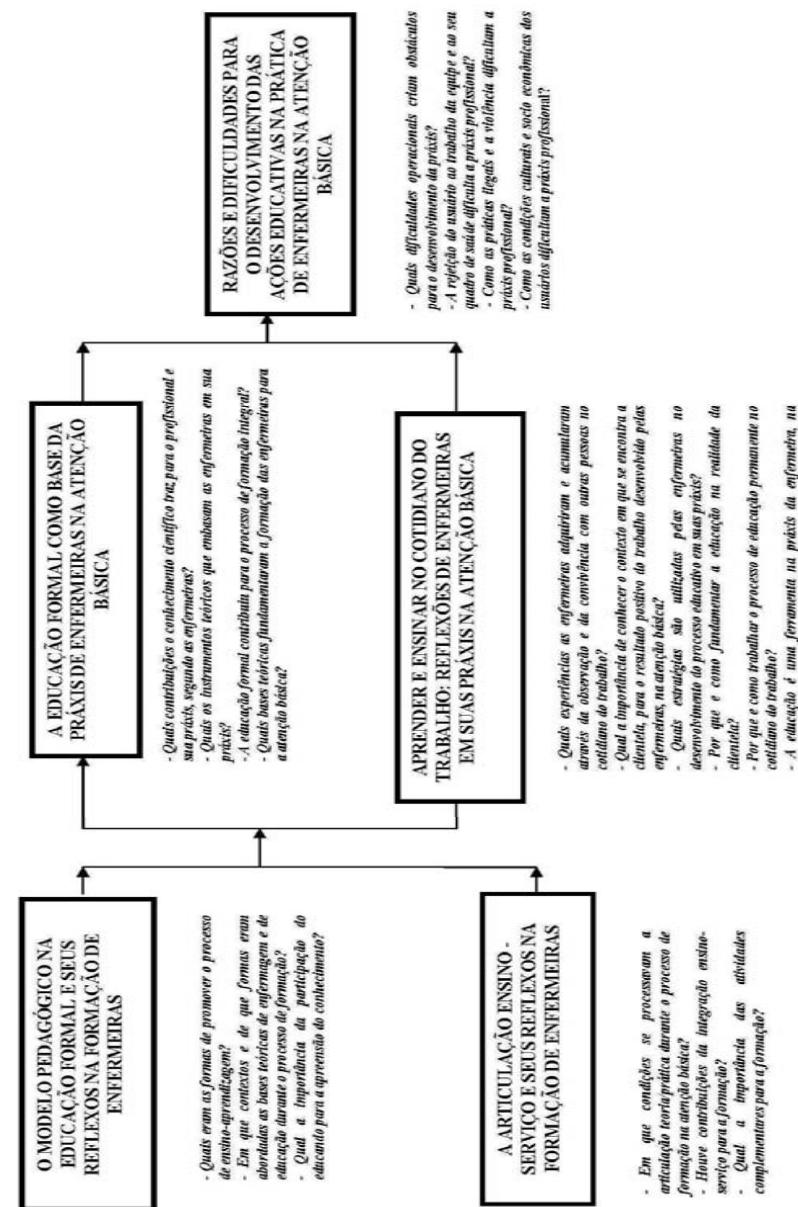 O MODELO PEDAGÓGICO NA
EDUCAÇÃO FORMAL E SEUS
REFLEXOS NA FORMAÇÃO DE
ENFERMEIRAS
- Quais eram as formas de promover o processo
de ensino-aprendizagem?
- Em que contextos e de que formas eram
abordadas as bases teóricas de enfermagem e de
educação durante o processo de formação?
- Qual a Importância da participação do
educando para a apreensão do conhecimento?
A ARTICULAÇÃO ENSINO -
SERVIÇO E SEUS REFLEXOS NA
FORMAÇÃO DE ENFERMEIRAS
- Em que condições se processavam a
articulação teoria/prática durante o processo de
formação na atenção básica?
- Houve contribuições da integração ensino-
serviço para a formação?
- Qual a importância das atividades
complementares para a formação?
A EDUCAÇÃO FORMAL COMO BASE DA
PRÁXIS DE ENFERMEIRAS NA ATENÇÃO
BÁSICA
- Quais contribuições o conhecimento científico traz para o profissional e
sua práxis, segundo as enfermeiras?
- Quais os instrumentos teóricos que embasam as enfermeiras em sua
práxis?
- A educação formal contribuiu para o processo de formação integral?
- Quais bases teóricas fundamentaram a formação das enfermeiras para
a atenção básica?
APRENDER E ENSINAR NO COTIDIANO DO
TRABALHO: REFLEXÕES DE ENFERMEIRAS
EM SUAS PRÁXIS NA ATENÇÃO BÁSICA
- Quais experiências as enfermeiras adquiriram e acumularam
através da observação e da convivência com outras pessoas no
cotidiano do trabalho?
- Qual a importância de conhecer o contexto em que se encontra a
clientela, para o resultado positivo do trabalho desenvolvido pelas
enfermeiras, na atenção básica?
- Quais estratégias são utilizadas pelas enfermeiras no
desenvolvimento do processo educativo em suas práxis?
- Por que e como fundamentar a educação na realidade da
clientela?
- Por que e como trabalhar o processo de educação permanente no
cotidiano do trabalho?
- A educação é uma ferramenta na práxis da enfermeira, na
RAZÕES E DIFICULDADES PARA
O DESENVOLVIMENTO DAS
AÇÕES EDUCATIVAS NA PRÁTICA
DE ENFERMEIRAS NA ATENÇÃO
BÁSICA
- Quais dificuldades operacionais criam obstáculos
para o desenvolvimento da práxis?
- A rejeição do usuário ao trabalho da equipe e ao seu
quadro de saúde dificulta a práxis profissional?
- Como as práticas ilegais e a violência dificultam a
práxis profissional?
- Como as condições culturais e socio econômicas dos
usuários dificultam a práxis profissional?